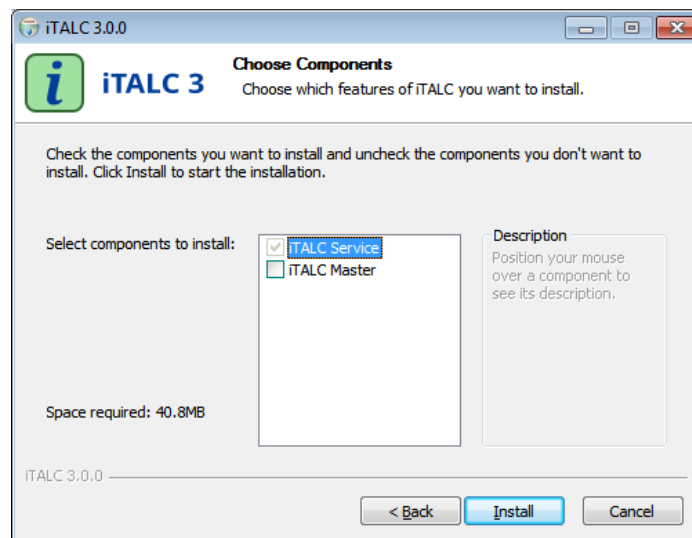 iTALC 3.0.0
i iTALC 3
Choose Components
Choose which features of iTALC you want to install.
Check the components you want to install and uncheck the components you don't want to
install. Click Install to start the installation.
Select components to install:
iTALC Service
iTALC Master
Description
Position your mouse
over a component to
see its description.
Space required: 40.8MB
iTALC 3.0.0
< Back
Install
Cancel